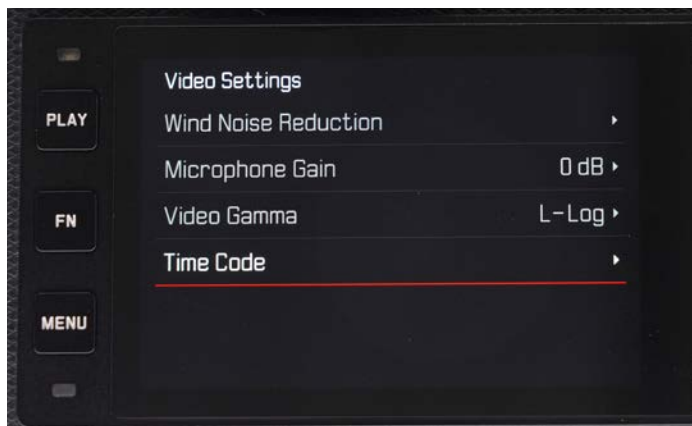 Video Settings
PLAY
Wind Noise Reduction
Microphone Gain 0 dB
FN
Video Gamma L-Log
Time Code
MENU